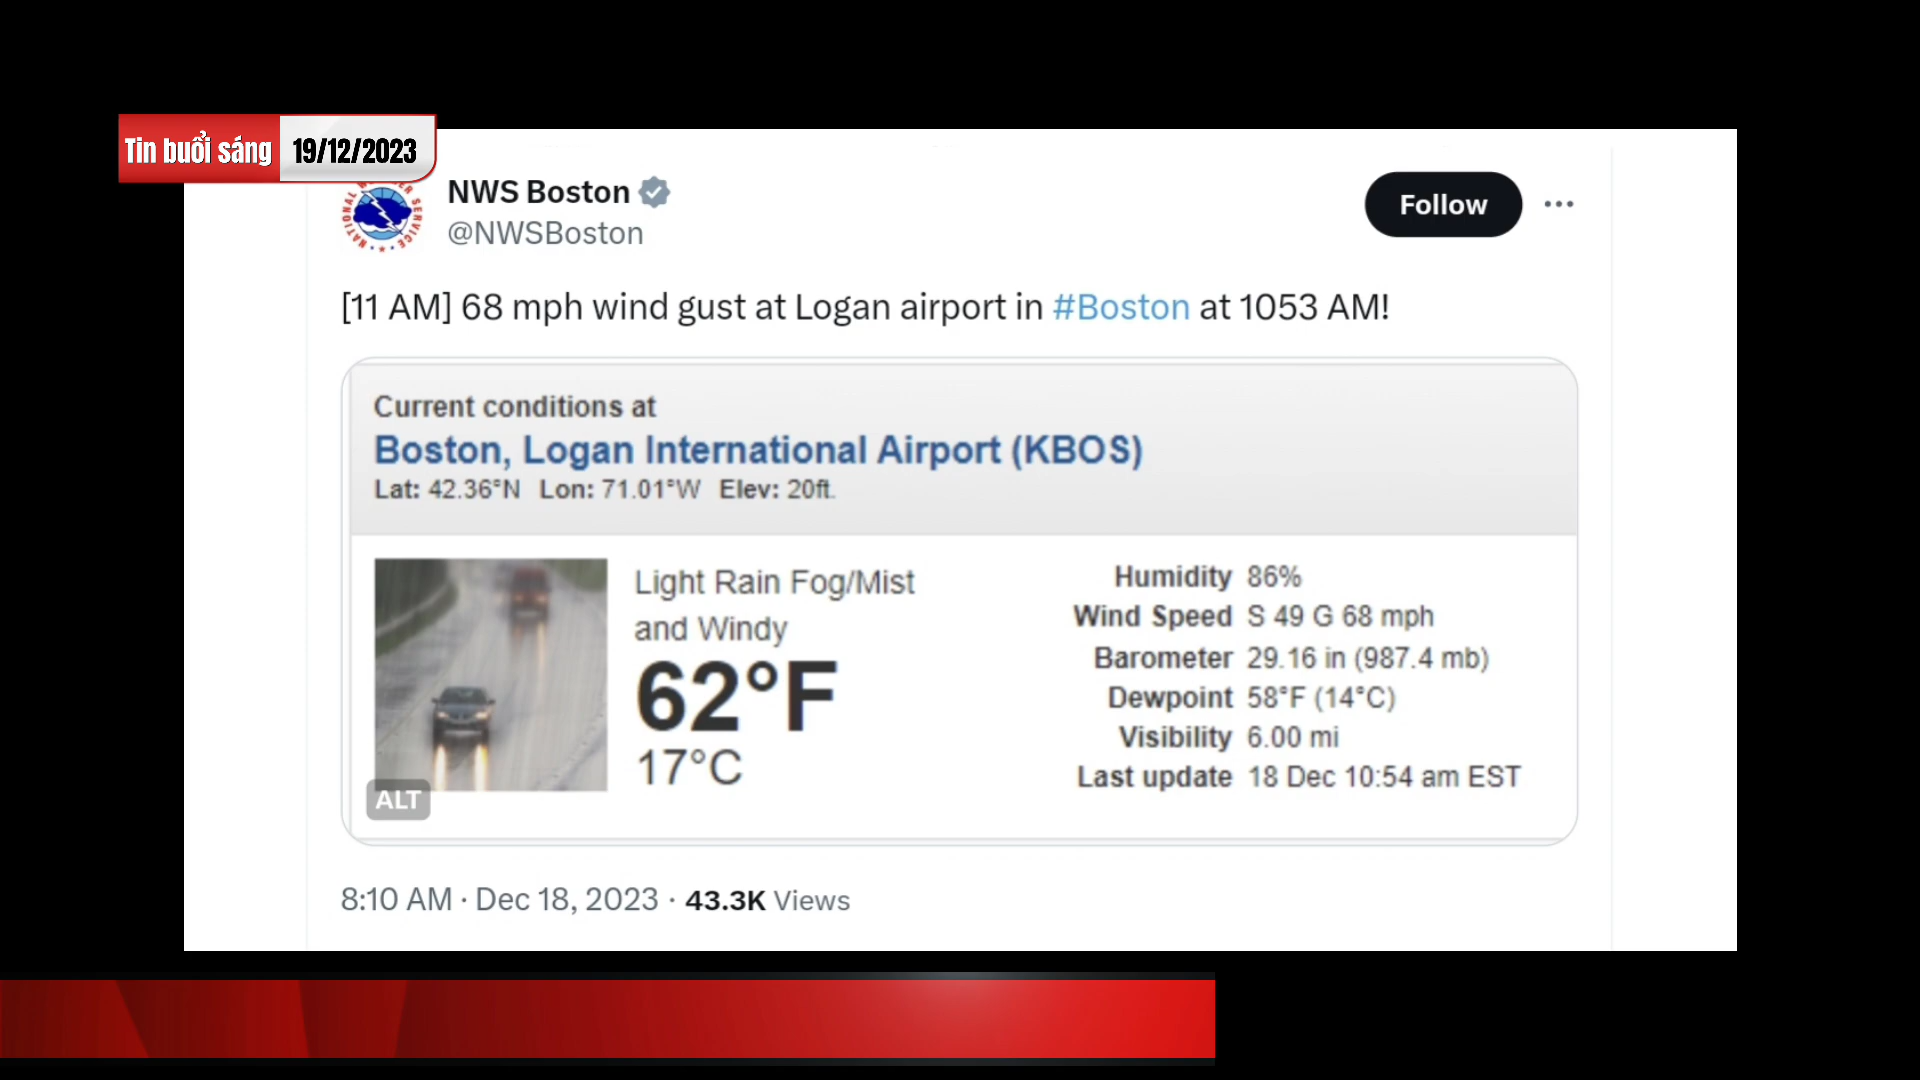 Tin buổi sáng 19/12/2023
NWS Boston
@NWSBoston
Follow
NATIONAL WEATHER SERVICE
[11 AM] 68 mph wind gust at Logan airport in #Boston at 1053 AM!
Current conditions at
Boston, Logan International Airport (KBOS)
Lat: 42.36°N Lon: 71.01°W Elev: 20ft.
Light Rain Fog/Mist
and Windy
62°F
17°C
Humidity 86%
Wind Speed S 49 G 68 mph
Barometer 29.16 in (987.4 mb)
Dewpoint 58°F (14°C)
Visibility 6.00 mi
Last update 18 Dec 10:54 am EST
ALT
8:10 AM · Dec 18, 2023 · 43.3K Views